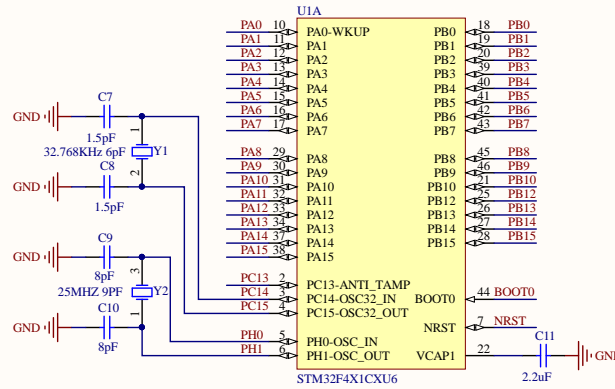 U1A
PA0 10 PA0-WKUP PB0 18 PB0
PA1 11 PA1 PB1 19 PB1
PA2 12 PA2 PB2 20 PB2
PA3 13 PA3 PB3 39 PB3
PA4 14 PA4 PB4 40 PB4
PA5 15 PA5 PB5 41 PB5
PA6 16 PA6 PB6 42 PB6
PA7 17 PA7 PB7 43 PB7
PA8 29 PA8 PB8 45 PB8
PA9 30 PA9 PB9 46 PB9
PA10 31 PA10 PB10 21 PB10
PA11 32 PA11 PB12 25 PB12
PA12 33 PA12 PB13 26 PB13
PA13 34 PA13 PB14 27 PB14
PA14 37 PA14 PB15 28 PB15
PA15 38 PA15
PC13 2 PC13-ANTI_TAMP
PC14 3 PC14-OSC32_IN BOOT0 44 BOOT0
PC15 4 PC15-OSC32_OUT
NRST 7 NRST
PH0 5 PH0-OSC_IN
PH1 6 PH1-OSC_OUT VCAP1 22
STM32F4X1CXU6
C7
GND
1.5pF
1
32.768KHz 6pF Y1
2
C8
GND
1.5pF
C9
GND
8pF
3
25MHZ 9PF Y2
1
C10
GND
8pF
C11
GND
2.2uF